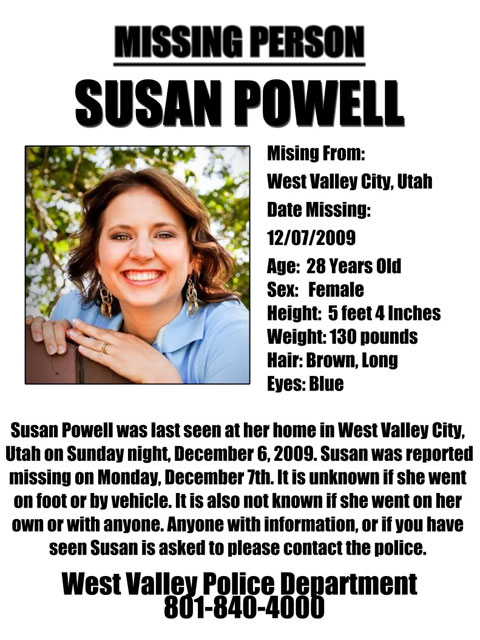 MISSING PERSON
SUSAN POWELL
Mising From:
West Valley City, Utah
Date Missing:
12/07/2009
Age: 28 Years Old
Sex: Female
Height: 5 feet 4 Inches
Weight: 130 pounds
Hair: Brown, Long
Eyes: Blue
Susan Powell was last seen at her home in West Valley City,
Utah on Sunday night, December 6, 2009. Susan was reported
missing on Monday, December 7th. It is unknown if she went
on foot or by vehicle. It is also not known if she went on her
own or with anyone. Anyone with information, or if you have
seen Susan is asked to please contact the police.
West Valley Police Department
801-840-4000